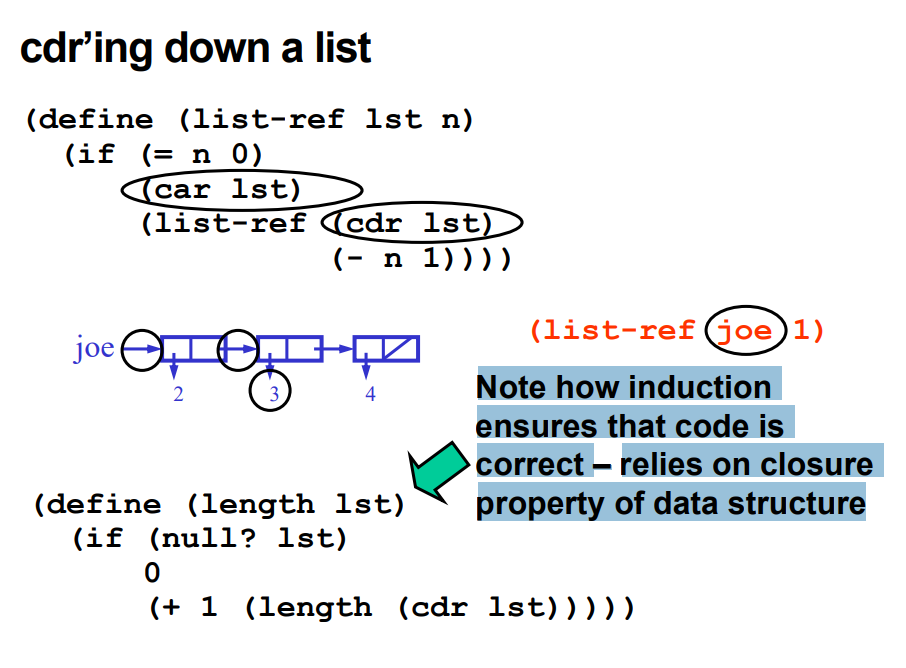 cdr’ing down a list
(define (list-ref lst n)
  (if (= n 0)
      (car lst)
      (list-ref (cdr lst)
                (- n 1))))
joe
2
3
4
(list-ref joe 1)
Note how induction
ensures that code is
correct – relies on closure
property of data structure
(define (length lst)
  (if (null? lst)
      0
      (+ 1 (length (cdr lst)))))